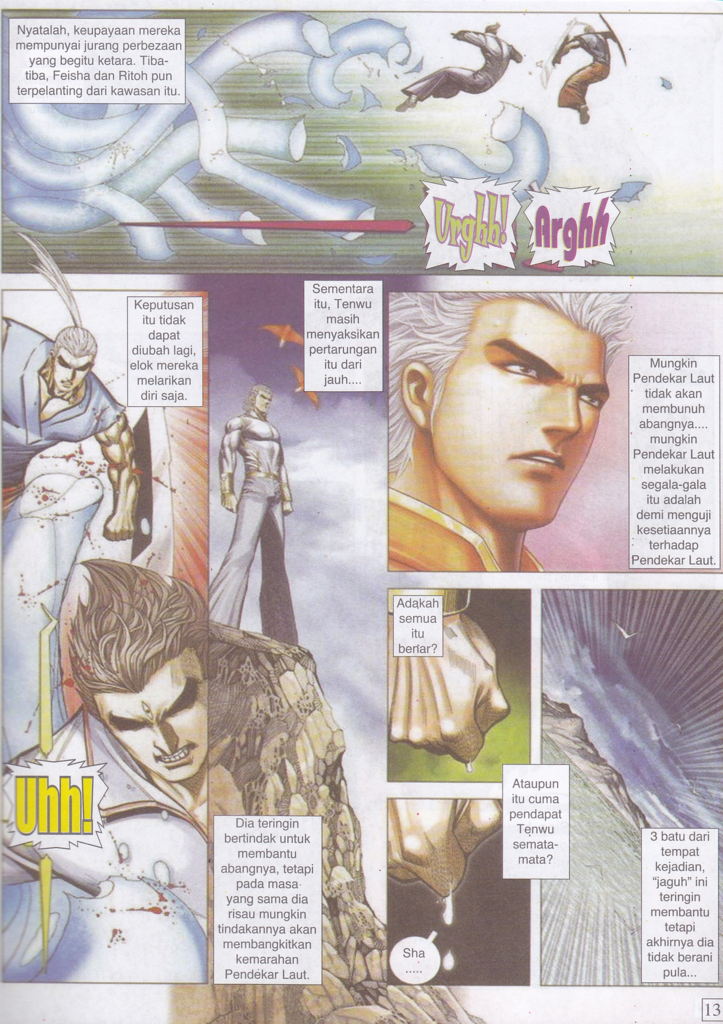 Nyatalah, keupayaan mereka
mempunyai jurang perbezaan
yang begitu ketara. Tiba-
tiba, Feisha dan Ritoh pun
terpelanting dari kawasan itu.
Urghh!
Arghh
Keputusan
itu tidak
dapat
diubah lagi,
elok mereka
melarikan
diri saja.
Uhh!
Sementara
itu, Tenwu
masih
menyaksikan
pertarungan
itu dari
jauh....
Dia teringin
bertindak untuk
membantu
abangnya, tetapi
pada masa
yang sama dia
risau mungkin
tindakannya akan
membangkitkan
kemarahan
Pendekar Laut.
Mungkin
Pendekar Laut
tidak akan
membunuh
abangnya....
mungkin
Pendekar Laut
melakukan
segala-gala
itu adalah
demi menguji
kesetiaannya
terhadap
Pendekar Laut.
Adakah
semua
itu
benar?
Ataupun
itu cuma
pendapat
Tenwu
semata-
mata?
Sha
.....
3 batu dari
tempat
kejadian,
"jaguh" ini
teringin
membantu
tetapi
akhirnya dia
tidak berani
pula...
13